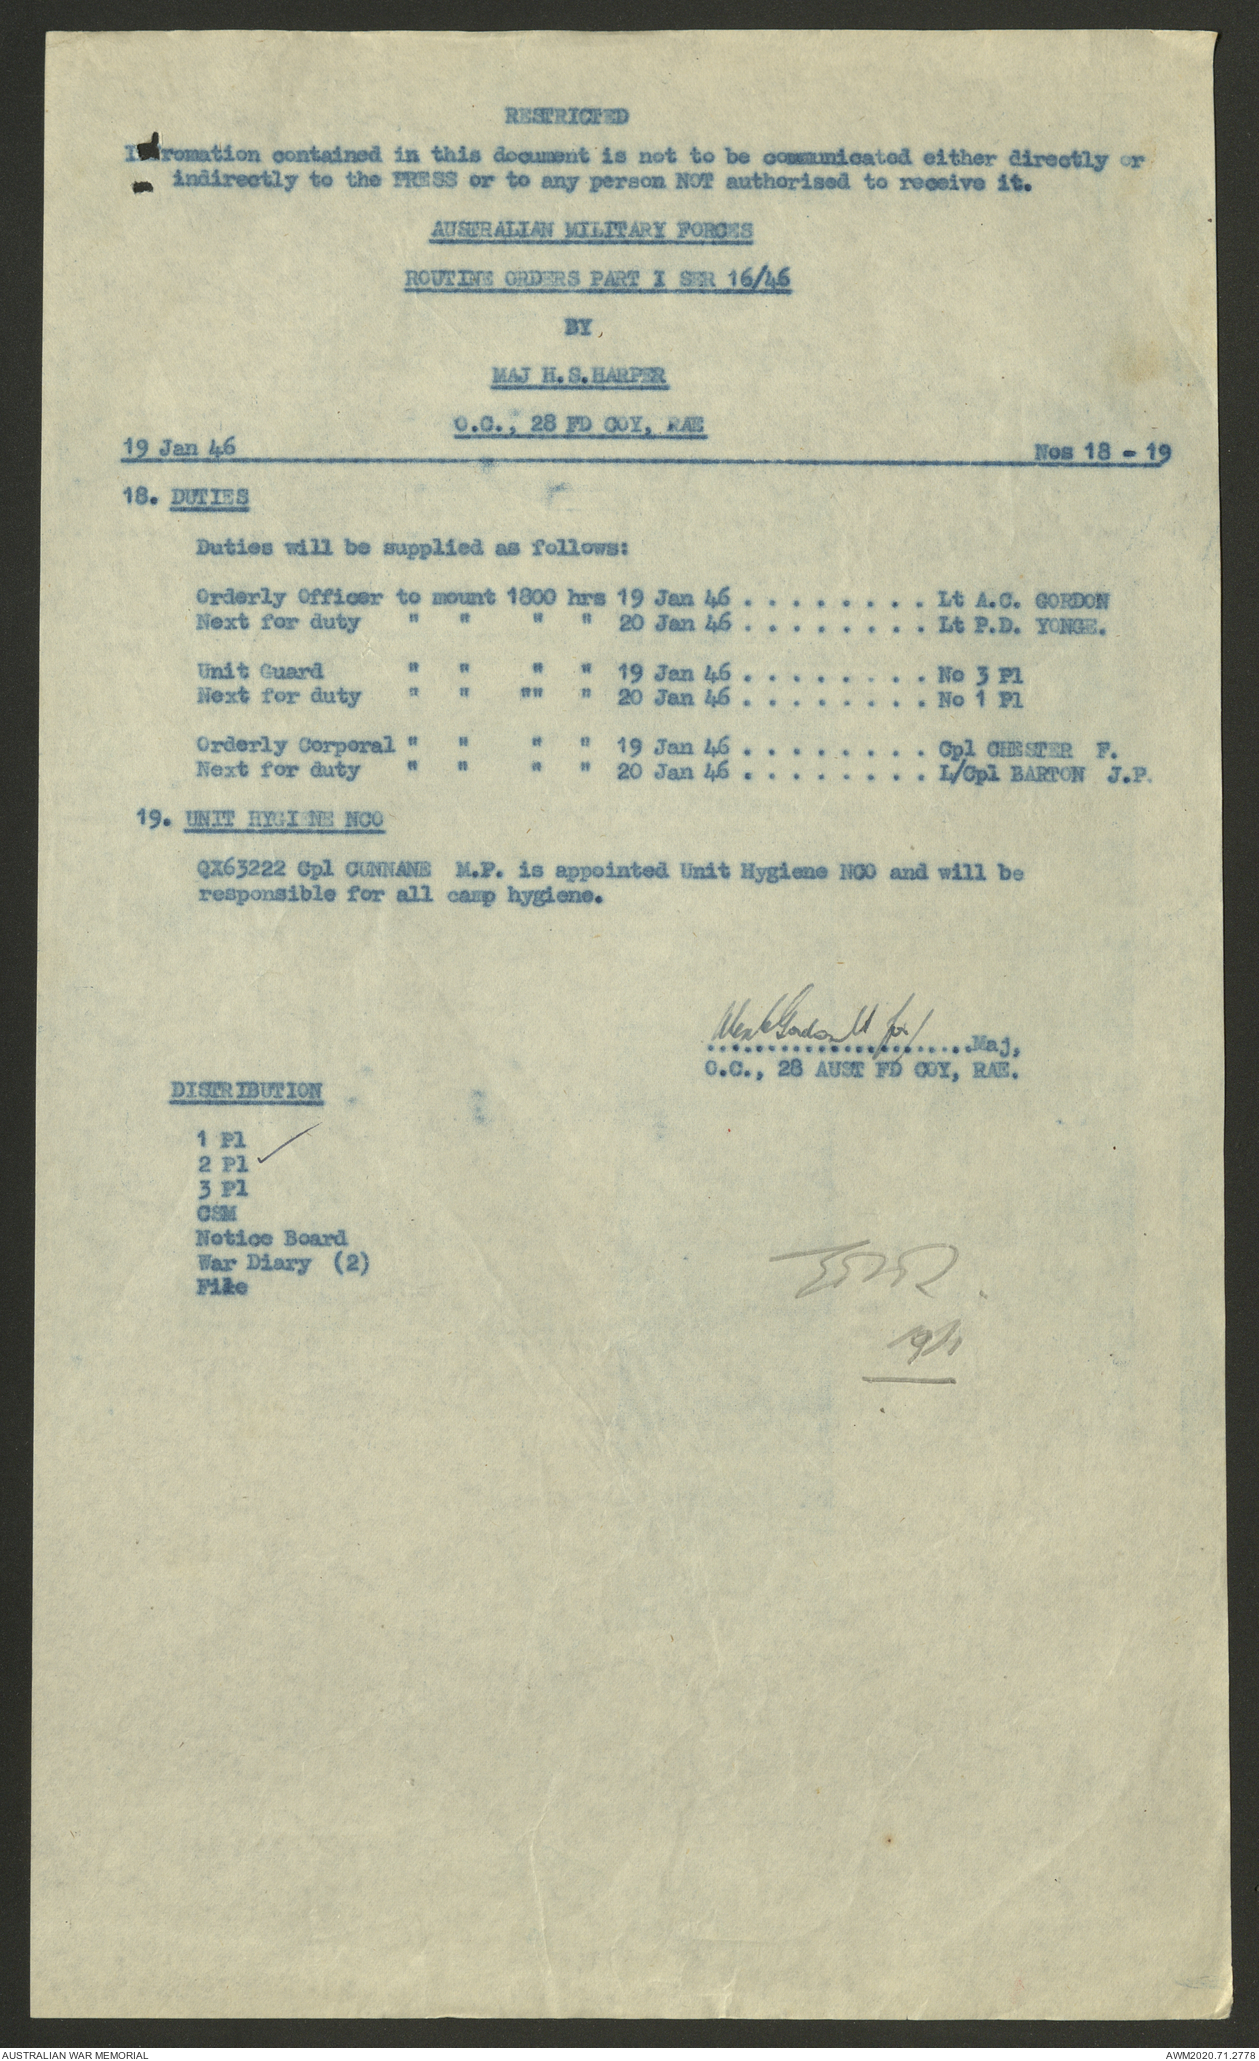 RESTRICTED
Infromation contained in this document is not to be communicated either directly or
indirectly to the PRESS or to any person NOT authorised to receive it.
AUSTRALIAN MILITARY FORCES
ROUTINE ORDERS PART I SER 16/46
BY
MAJ H.S.HARPER
O.C., 28 FD COY, RAE
19 Jan 46 Nos 18 - 19
18. DUTIES
Duties will be supplied as follows:
Orderly Officer to mount 1800 hrs 19 Jan 46 . . . . . . . . Lt A.C. GORDON
Next for duty " " " " 20 Jan 46 . . . . . . . . Lt P.D. YONGE.
Unit Guard " " " " 19 Jan 46 . . . . . . . . No 3 Pl
Next for duty " " "" " 20 Jan 46 . . . . . . . . No 1 Pl
Orderly Corporal " " " " 19 Jan 46 . . . . . . . . Cpl CHESTER F.
Next for duty " " " " 20 Jan 46 . . . . . . . . L/Cpl BARTON J.P.
19. UNIT HYGIENE NCO
QX63222 Cpl CUNNANE M.P. is appointed Unit Hygiene NCO and will be
responsible for all camp hygiene.
Gordon Lt for
......................Maj,
O.C., 28 AUST FD COY, RAE.
DISTRIBUTION
1 Pl
2 Pl ✓
3 Pl
CSM
Notice Board
War Diary (2)
File
19/1
AUSTRALIAN WAR MEMORIAL AWM2020.71.2778